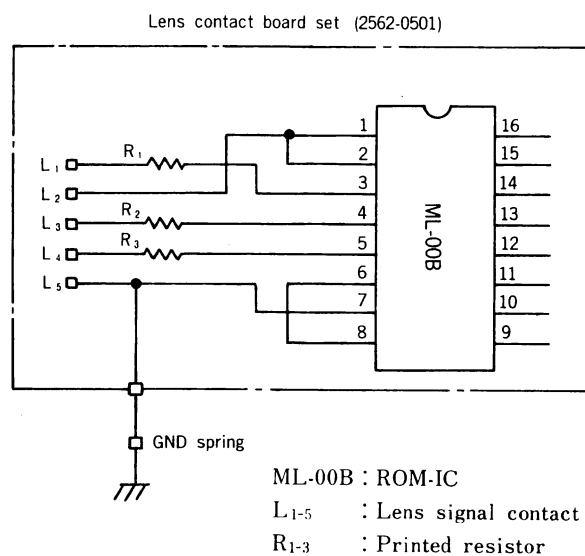 Lens contact board set (2562-0501)
1 16
2 15
L1 R1 3 14
L2
L3 R2 4 13
L4 R3 5 12
L5 6 11
7 10
8 9
ML-00B
GND spring
ML-00B : ROM-IC
L1-5 : Lens signal contact
R1-3 : Printed resistor